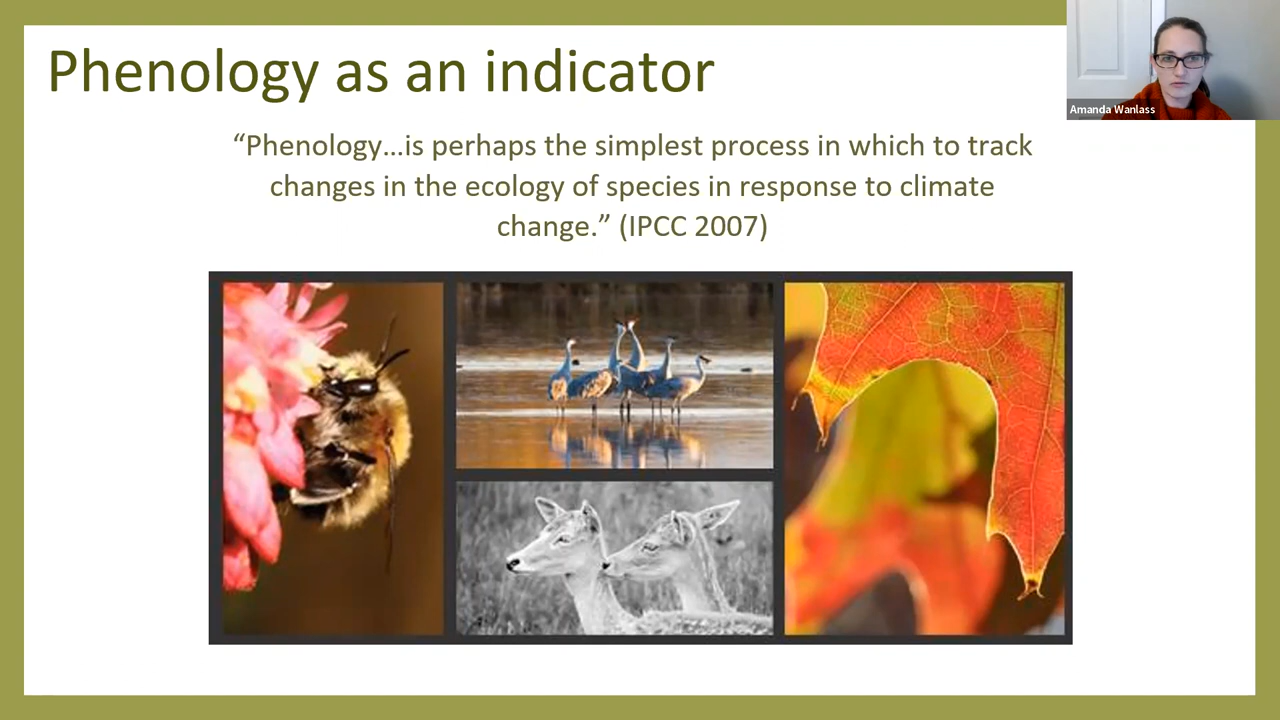 Phenology as an indicator
Amanda Wanlass
“Phenology...is perhaps the simplest process in which to track
changes in the ecology of species in response to climate
change.” (IPCC 2007)